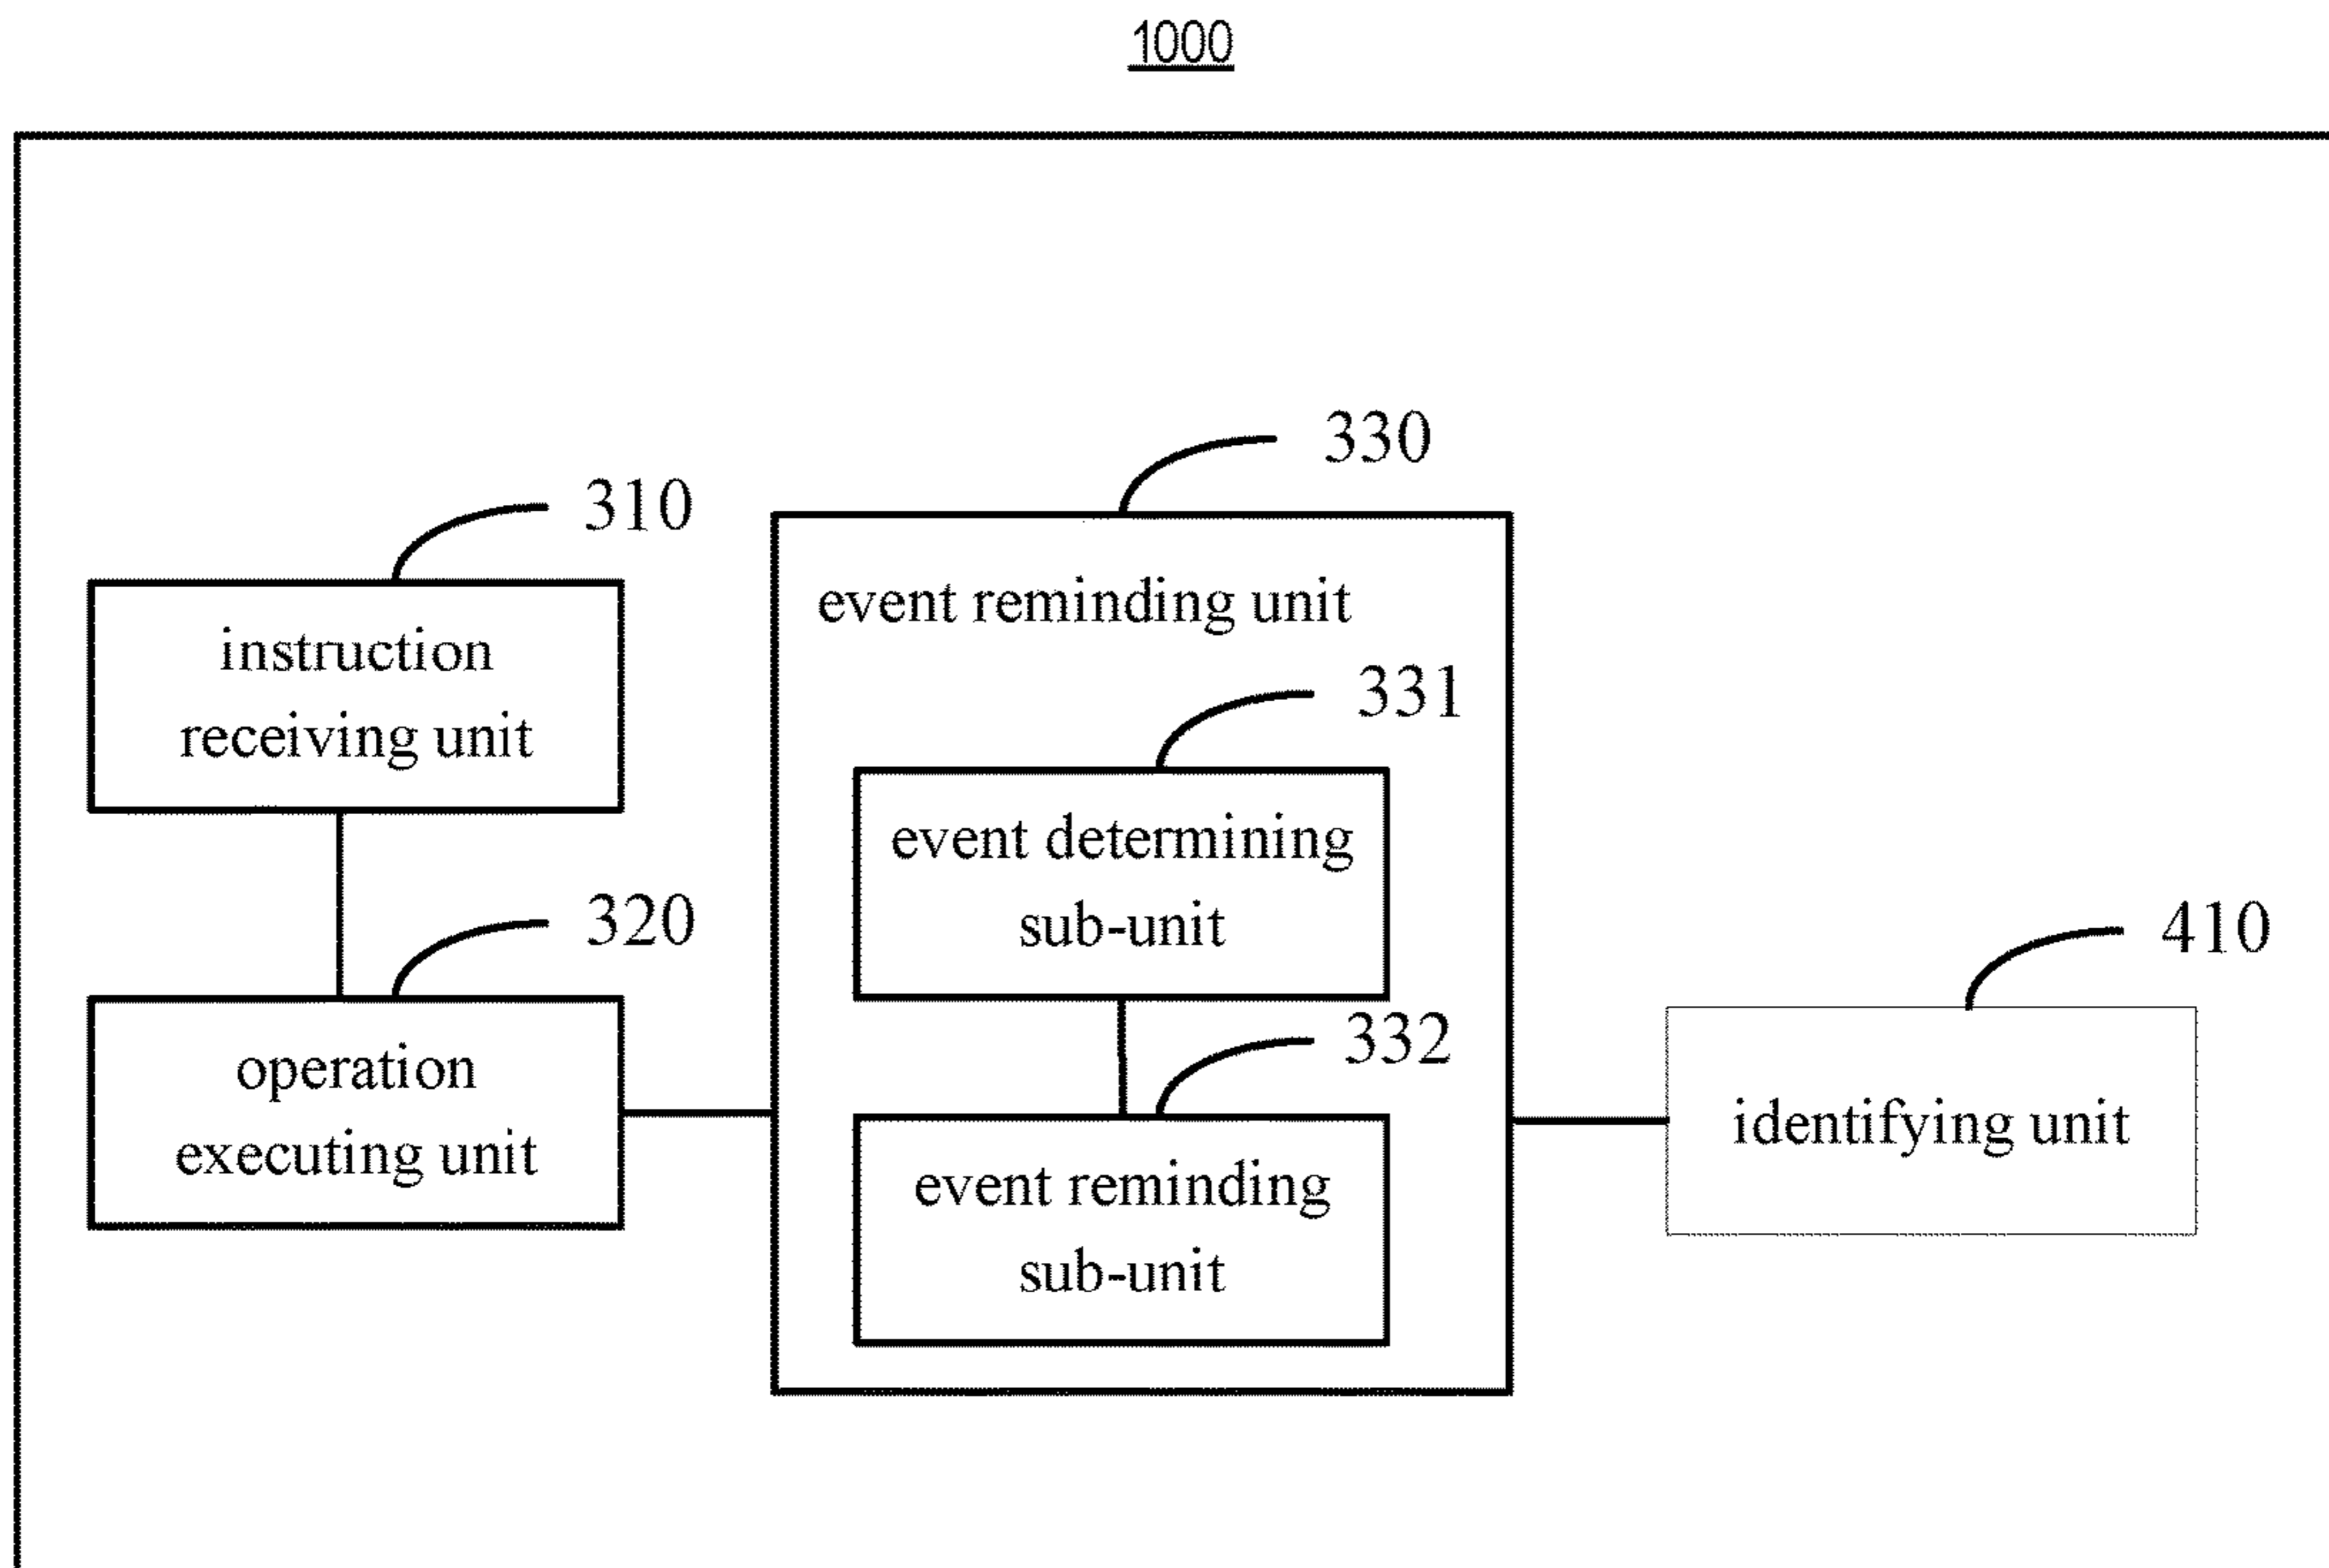 1000
330
310
event reminding unit
instruction
receiving unit
331
event determining
sub-unit
320
410
operation
executing unit
332
identifying unit
event reminding
sub-unit